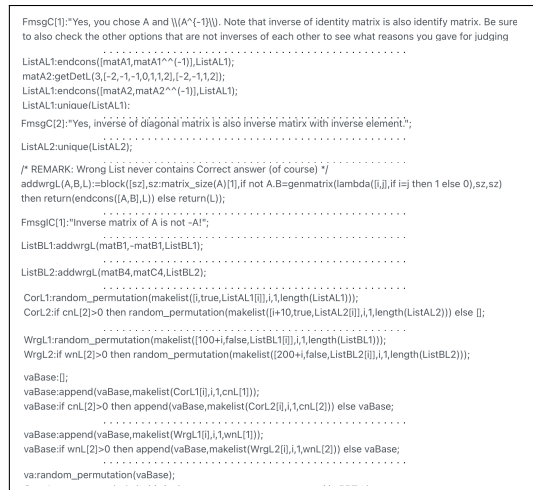 FmsgC[1]:"Yes, you chose A and \\(A^{-1}\\). Note that inverse of identity matrix is also identify matrix. Be sure
to also check the other options that are not inverses of each other to see what reasons you gave for judging
ListAL1:endcons([matA1,matA1^^(-1)],ListAL1);
matA2:getDetL(3,[-2,-1,-1,0,1,1,2],[-2,-1,1,2]);
ListAL1:endcons([matA2,matA2^^(-1)],ListAL1);
ListAL1:unique(ListAL1):
FmsgC[2]:"Yes, inverse of diagonal matrix is also inverse matirx with inverse element.";
ListAL2:unique(ListAL2);
/* REMARK: Wrong List never contains Correct answer (of course) */
addwrgL(A,B,L):=block([sz],sz:matrix_size(A)[1],if not A.B=genmatrix(lambda([i,j],if i=j then 1 else 0),sz,sz)
then return(endcons([A,B],L)) else return(L));
FmsgIC[1]:"Inverse matrix of A is not -A!";
ListBL1:addwrgL(matB1,-matB1,ListBL1);
ListBL2:addwrgL(matB4,matC4,ListBL2);
CorL1:random_permutation(makelist([i,true,ListAL1[i]],i,1,length(ListAL1)));
CorL2:if cnL[2]>0 then random_permutation(makelist([i+10,true,ListAL2[i]],i,1,length(ListAL2))) else [];
WrgL1:random_permutation(makelist([100+i,false,ListBL1[i]],i,1,length(ListBL1)));
WrgL2:if wnL[2]>0 then random_permutation(makelist([200+i,false,ListBL2[i]],i,1,length(ListBL2)));
vaBase:[];
vaBase:append(vaBase,makelist(CorL1[i],i,1,cnL[1]));
vaBase:if cnL[2]>0 then append(vaBase,makelist(CorL2[i],i,1,cnL[2])) else vaBase;
vaBase:append(vaBase,makelist(WrgL1[i],i,1,wnL[1]));
vaBase:if wnL[2]>0 then append(vaBase,makelist(WrgL2[i],i,1,wnL[2])) else vaBase;
va:random_permutation(vaBase);